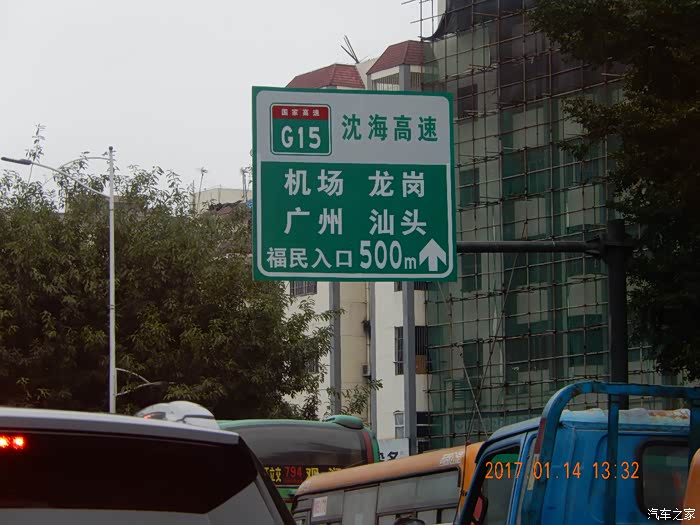 国家高速
G15 沈海高速
机场 龙岗
广州 汕头
福民入口 500m
794
2017 01 14 13:32
汽车之家